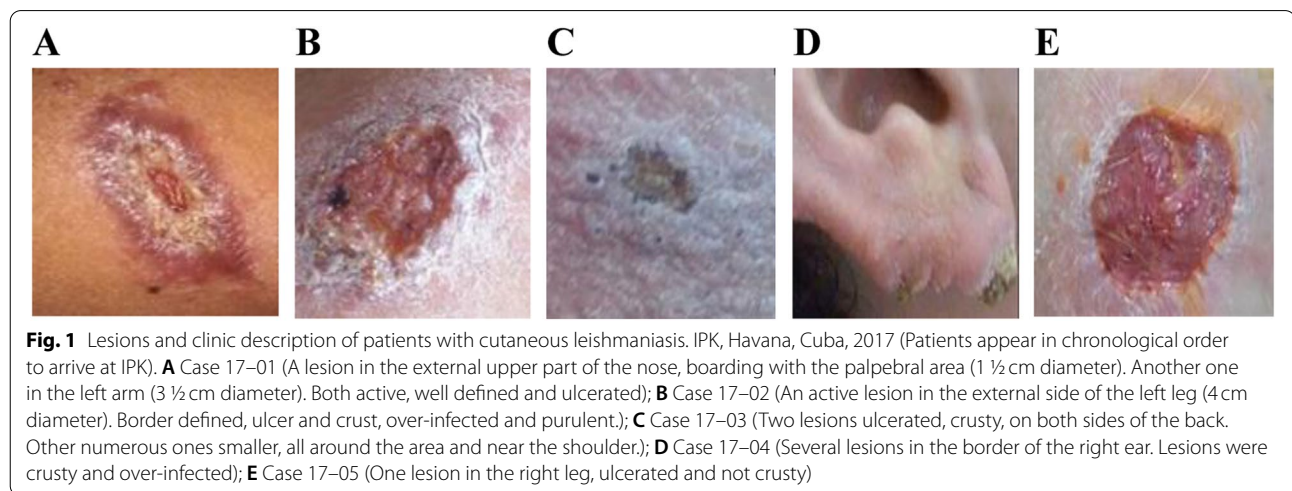 A B C D E
Fig. 1 Lesions and clinic description of patients with cutaneous leishmaniasis. IPK, Havana, Cuba, 2017 (Patients appear in chronological order
to arrive at IPK). A Case 17–01 (A lesion in the external upper part of the nose, boarding with the palpebral area (1 ½ cm diameter). Another one
in the left arm (3 ½ cm diameter). Both active, well defined and ulcerated); B Case 17–02 (An active lesion in the external side of the left leg (4 cm
diameter). Border defined, ulcer and crust, over-infected and purulent.); C Case 17–03 (Two lesions ulcerated, crusty, on both sides of the back.
Other numerous ones smaller, all around the area and near the shoulder.); D Case 17–04 (Several lesions in the border of the right ear. Lesions were
crusty and over-infected); E Case 17–05 (One lesion in the right leg, ulcerated and not crusty)